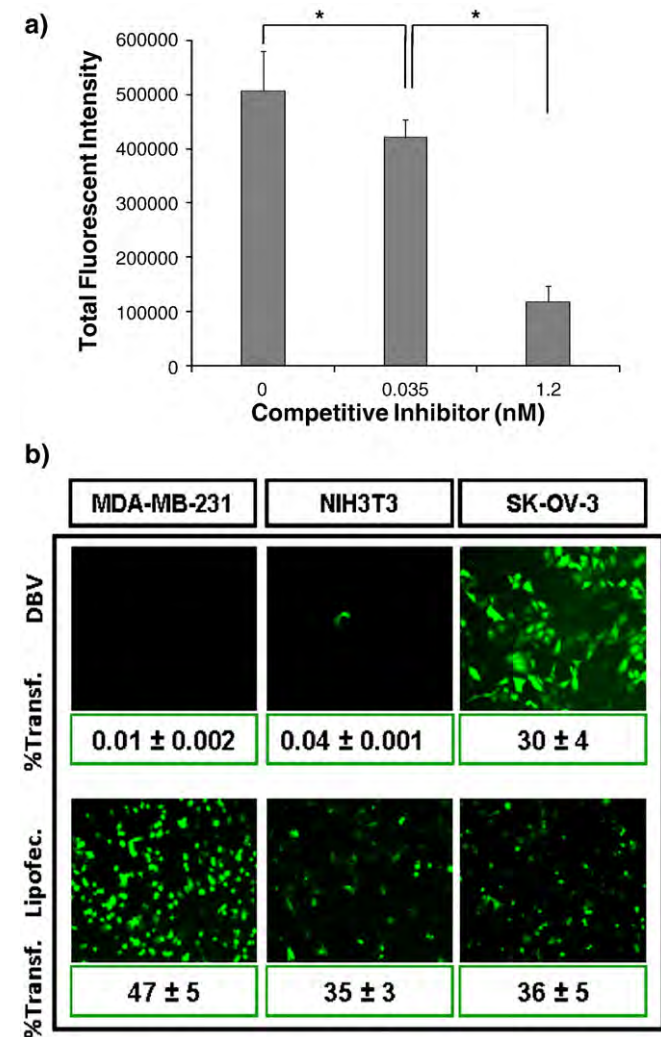 a)
*
*
600000
500000
400000
300000
200000
100000
0
Total Fluorescent Intensity
0
0.035
1.2
Competitive Inhibitor (nM)
b)
MDA-MB-231
NIH3T3
SK-OV-3
DBV
%Transf.
0.01 ± 0.002
0.04 ± 0.001
30 ± 4
Lipofec.
%Transf.
47 ± 5
35 ± 3
36 ± 5